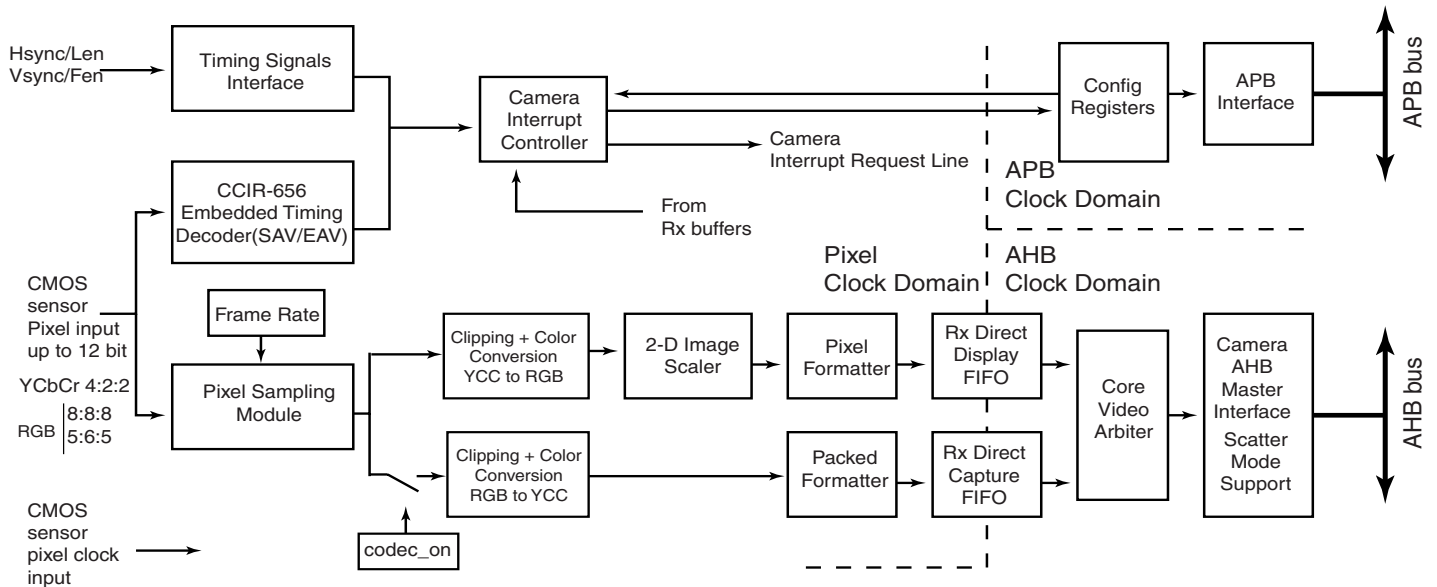 Hsync/Len
Vsync/Fen
Timing Signals
Interface
Camera
Interrupt
Controller
Config
Registers
APB
Interface
APB bus
Camera
Interrupt Request Line
APB
Clock Domain
CCIR-656
Embedded Timing
Decoder(SAV/EAV)
From
Rx buffers
Pixel
Clock Domain
AHB
Clock Domain
CMOS
sensor
Pixel input
up to 12 bit
YCbCr 4:2:2
RGB
8:8:8
5:6:5
Frame Rate
Pixel Sampling
Module
Clipping + Color
Conversion
YCC to RGB
2-D Image
Scaler
Pixel
Formatter
Rx Direct
Display
FIFO
Core
Video
Arbiter
Camera
AHB
Master
Interface
Scatter
Mode
Support
AHB bus
Clipping + Color
Conversion
RGB to YCC
Packed
Formatter
Rx Direct
Capture
FIFO
codec_on
CMOS
sensor
pixel clock
input